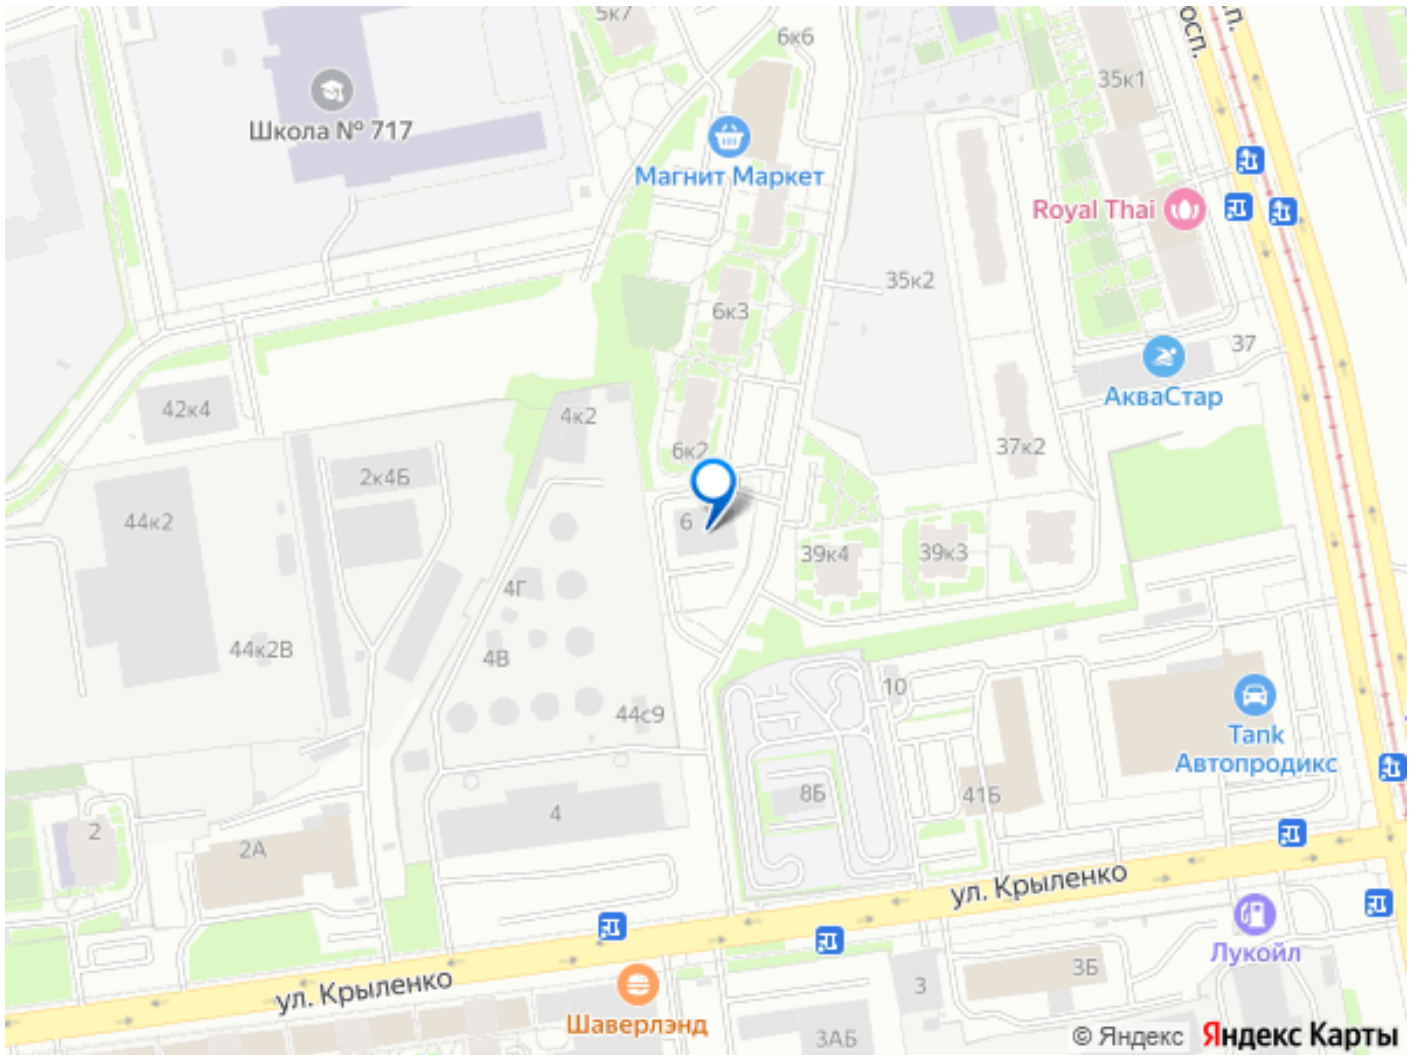 5к7
6к6
осп.
п.
35к1
Школа № 717
Магнит Маркет
Royal Thai
35к2
6к3
37
АкваСтар
42к4
4к2
6к2
37к2
2к4Б
44к2
6
39к4
39к3
4Г
44к2В
4В
10
44с9
Tank
Автопродикс
8Б
41Б
4
2
2А
ул. Крыленко
Лукойл
3Б
ул. Крыленко
3
Шаверлэнд
3АБ
© Яндекс
Яндекс Карты